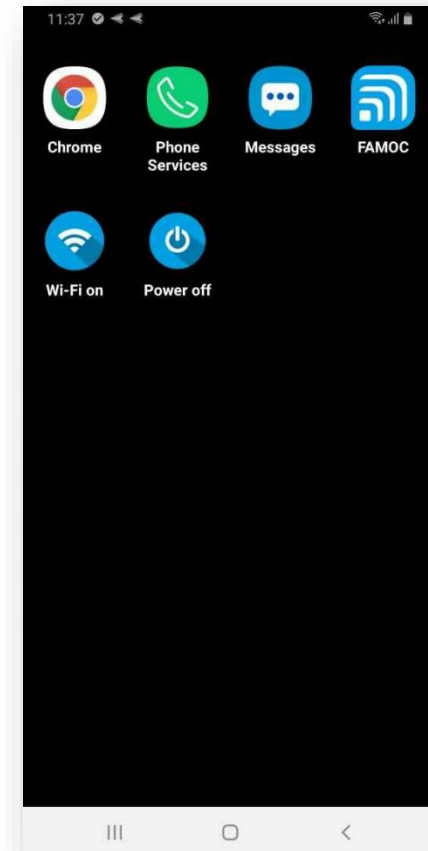 11:37
Chrome
Phone
Services
Messages
FAMOC
Wi-Fi on
Power off